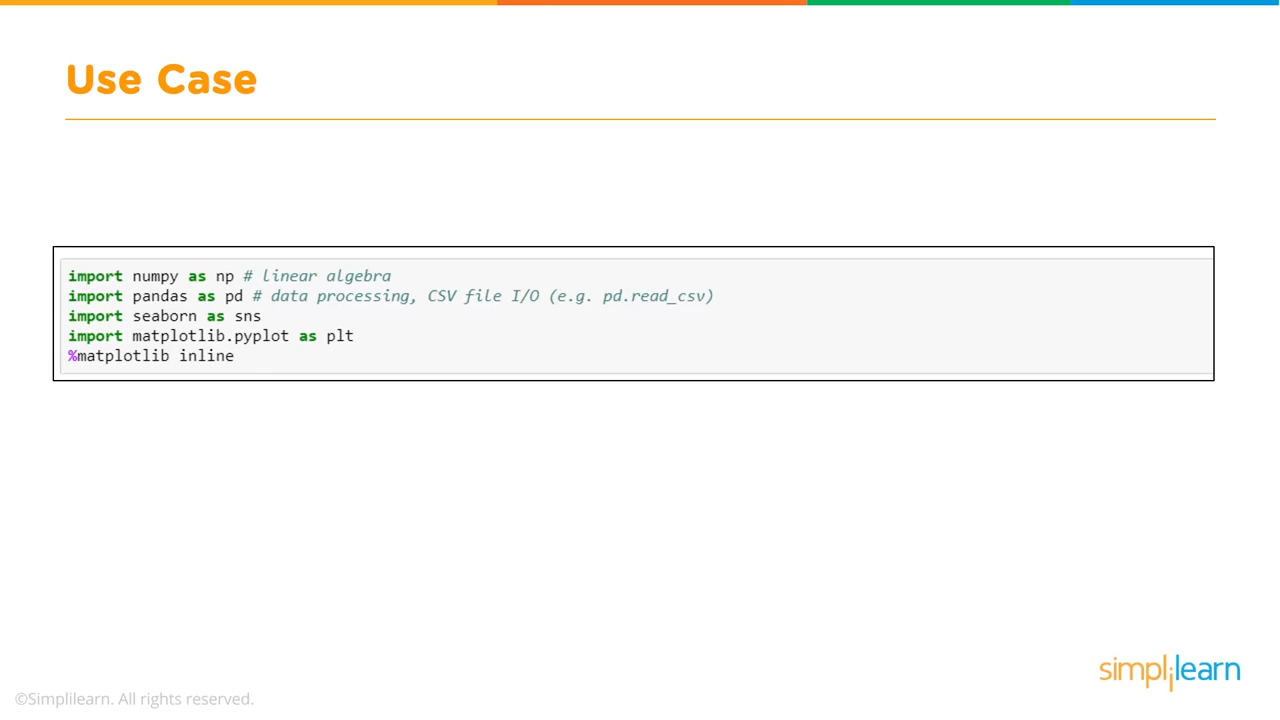 Use Case
import numpy as np # linear algebra
import pandas as pd # data processing, CSV file I/O (e.g. pd.read_csv)
import seaborn as sns
import matplotlib.pyplot as plt
%matplotlib inline
simplilearn
©Simplilearn. All rights reserved.